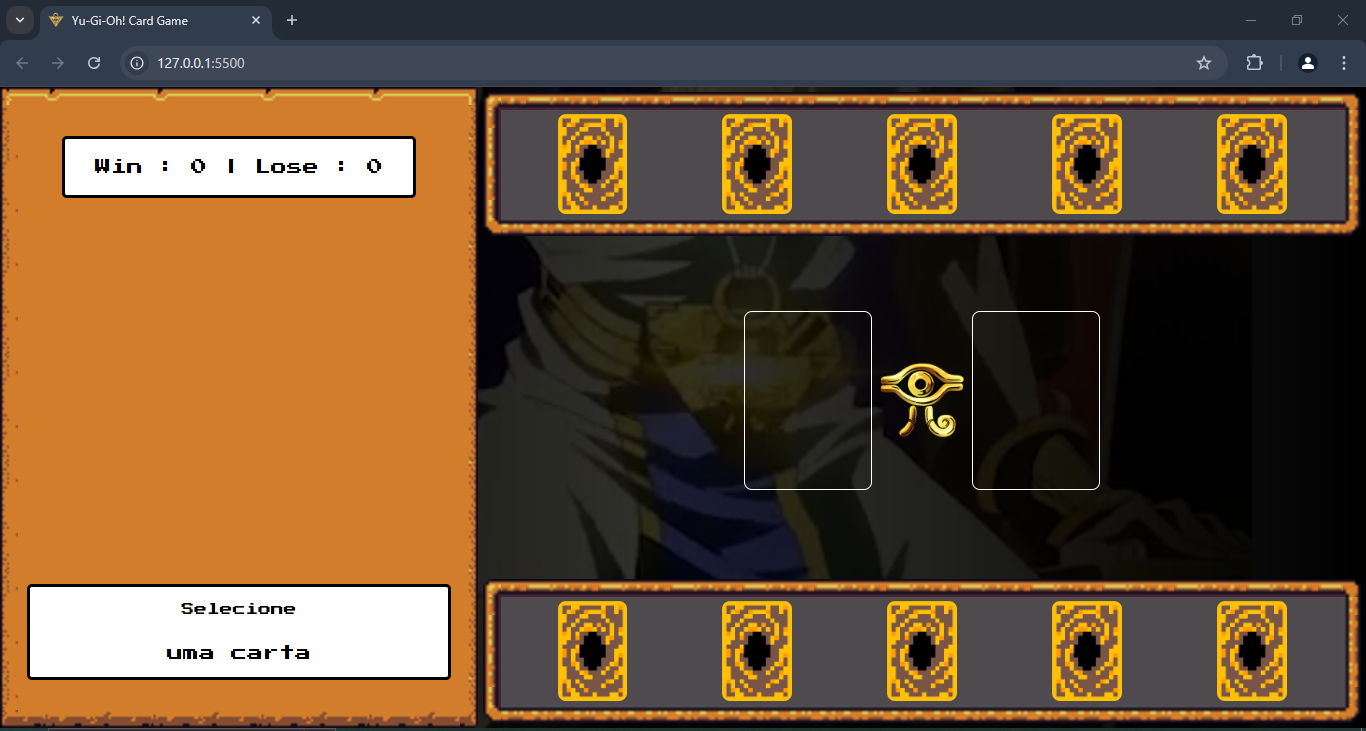 Yu-Gi-Oh! Card Game
127.0.0.1:5500
Win : 0 | Lose : 0
Selecione
uma carta